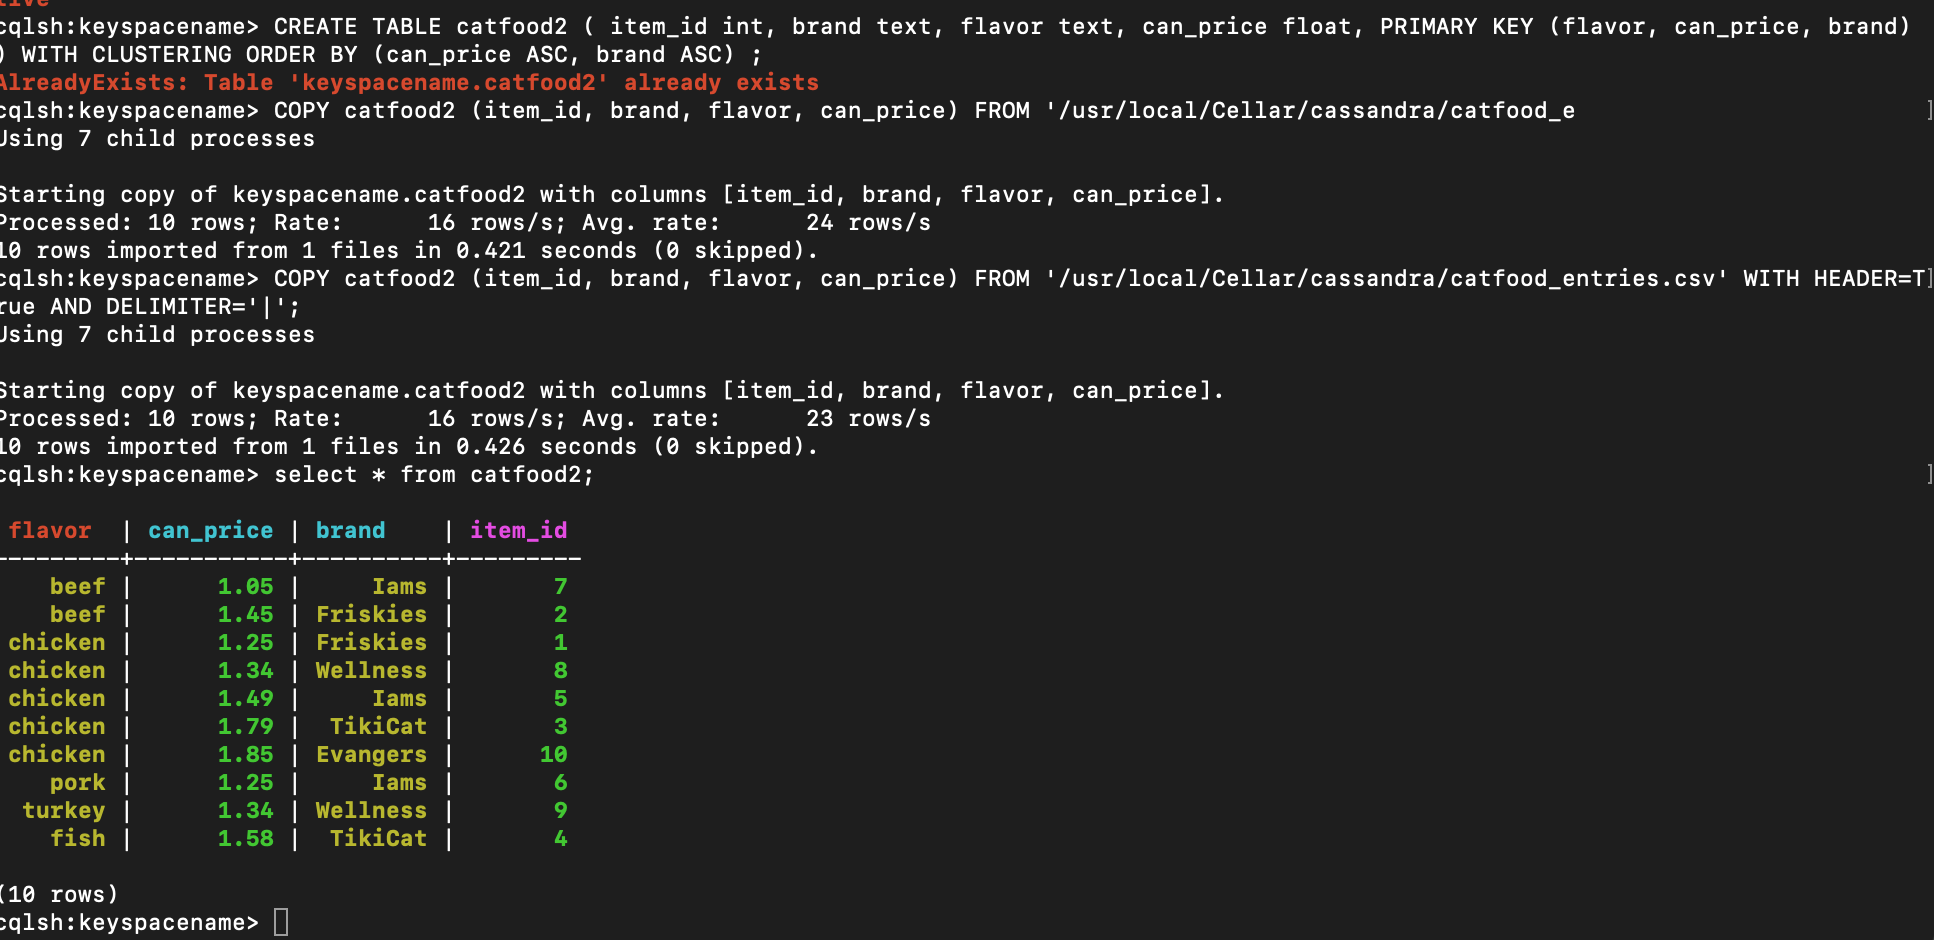 tive
cqlsh:keyspacename> CREATE TABLE catfood2 ( item_id int, brand text, flavor text, can_price float, PRIMARY KEY (flavor, can_price, brand)
) WITH CLUSTERING ORDER BY (can_price ASC, brand ASC) ;
AlreadyExists: Table 'keyspacename.catfood2' already exists
cqlsh:keyspacename> COPY catfood2 (item_id, brand, flavor, can_price) FROM '/usr/local/Cellar/cassandra/catfood_e ]
Using 7 child processes
Starting copy of keyspacename.catfood2 with columns [item_id, brand, flavor, can_price].
Processed: 10 rows; Rate:      16 rows/s; Avg. rate:      24 rows/s
10 rows imported from 1 files in 0.421 seconds (0 skipped).
cqlsh:keyspacename> COPY catfood2 (item_id, brand, flavor, can_price) FROM '/usr/local/Cellar/cassandra/catfood_entries.csv' WITH HEADER=T]
rue AND DELIMITER='|';
Using 7 child processes
Starting copy of keyspacename.catfood2 with columns [item_id, brand, flavor, can_price].
Processed: 10 rows; Rate:      16 rows/s; Avg. rate:      23 rows/s
10 rows imported from 1 files in 0.426 seconds (0 skipped).
cqlsh:keyspacename> select * from catfood2; ]
 flavor  | can_price | brand    | item_id
---------+-----------+----------+---------
    beef |      1.05 |     Iams |       7
    beef |      1.45 | Friskies |       2
 chicken |      1.25 | Friskies |       1
 chicken |      1.34 | Wellness |       8
 chicken |      1.49 |     Iams |       5
 chicken |      1.79 |  TikiCat |       3
 chicken |      1.85 | Evangers |      10
    pork |      1.25 |     Iams |       6
  turkey |      1.34 | Wellness |       9
    fish |      1.58 |  TikiCat |       4
(10 rows)
cqlsh:keyspacename>